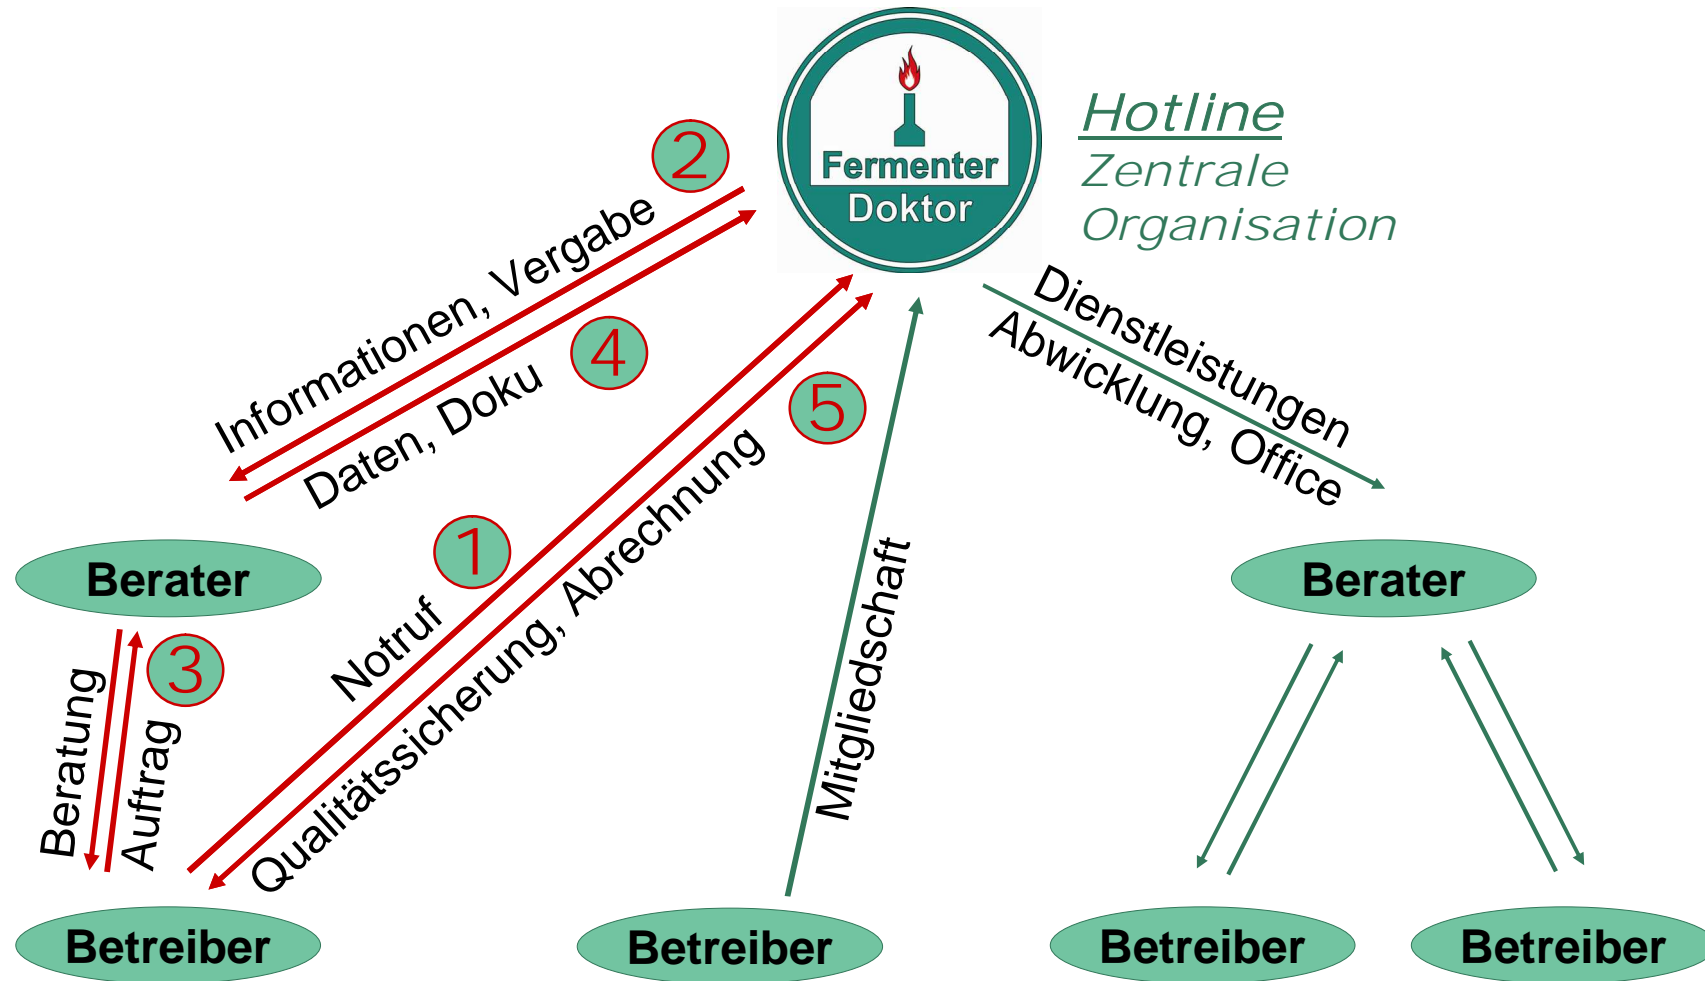 Fermenter
Doktor
Hotline
Zentrale
Organisation
2
Informationen, Vergabe
4
Daten, Doku
1
Notruf
5
Qualitätssicherung, Abrechnung
Mitgliedschaft
Dienstleistungen
Abwicklung, Office
Berater
Berater
3
Beratung
Auftrag
Betreiber
Betreiber
Betreiber
Betreiber